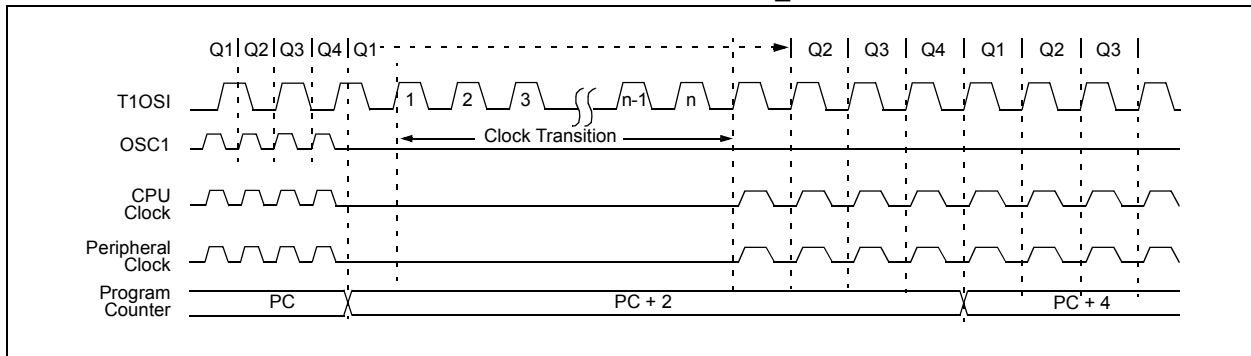 Q1 Q2 Q3 Q4 Q1 Q2 Q3 Q4 Q1 Q2 Q3
T1OSI 1 2 3 n-1 n
OSC1 Clock Transition
CPU
Clock
Peripheral
Clock
Program
Counter
PC PC + 2 PC + 4